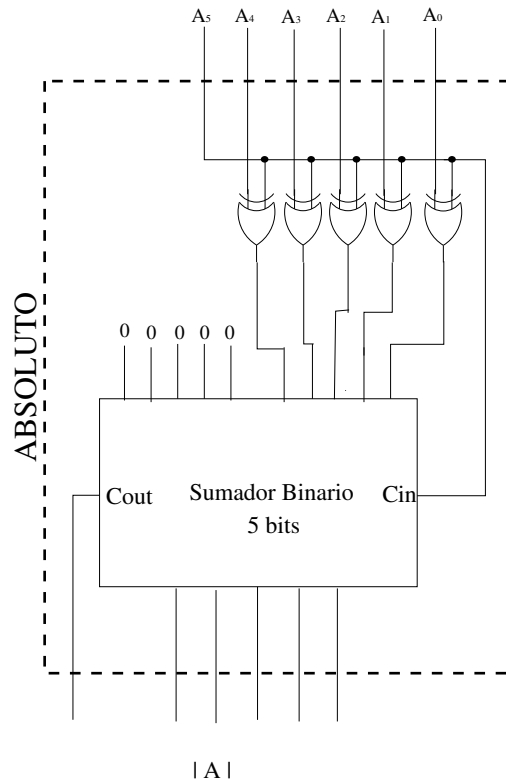 A5 A4 A3 A2 A1 A0
ABSOLUTO
0 0 0 0 0
Cout
Sumador Binario
5 bits
Cin
| A |